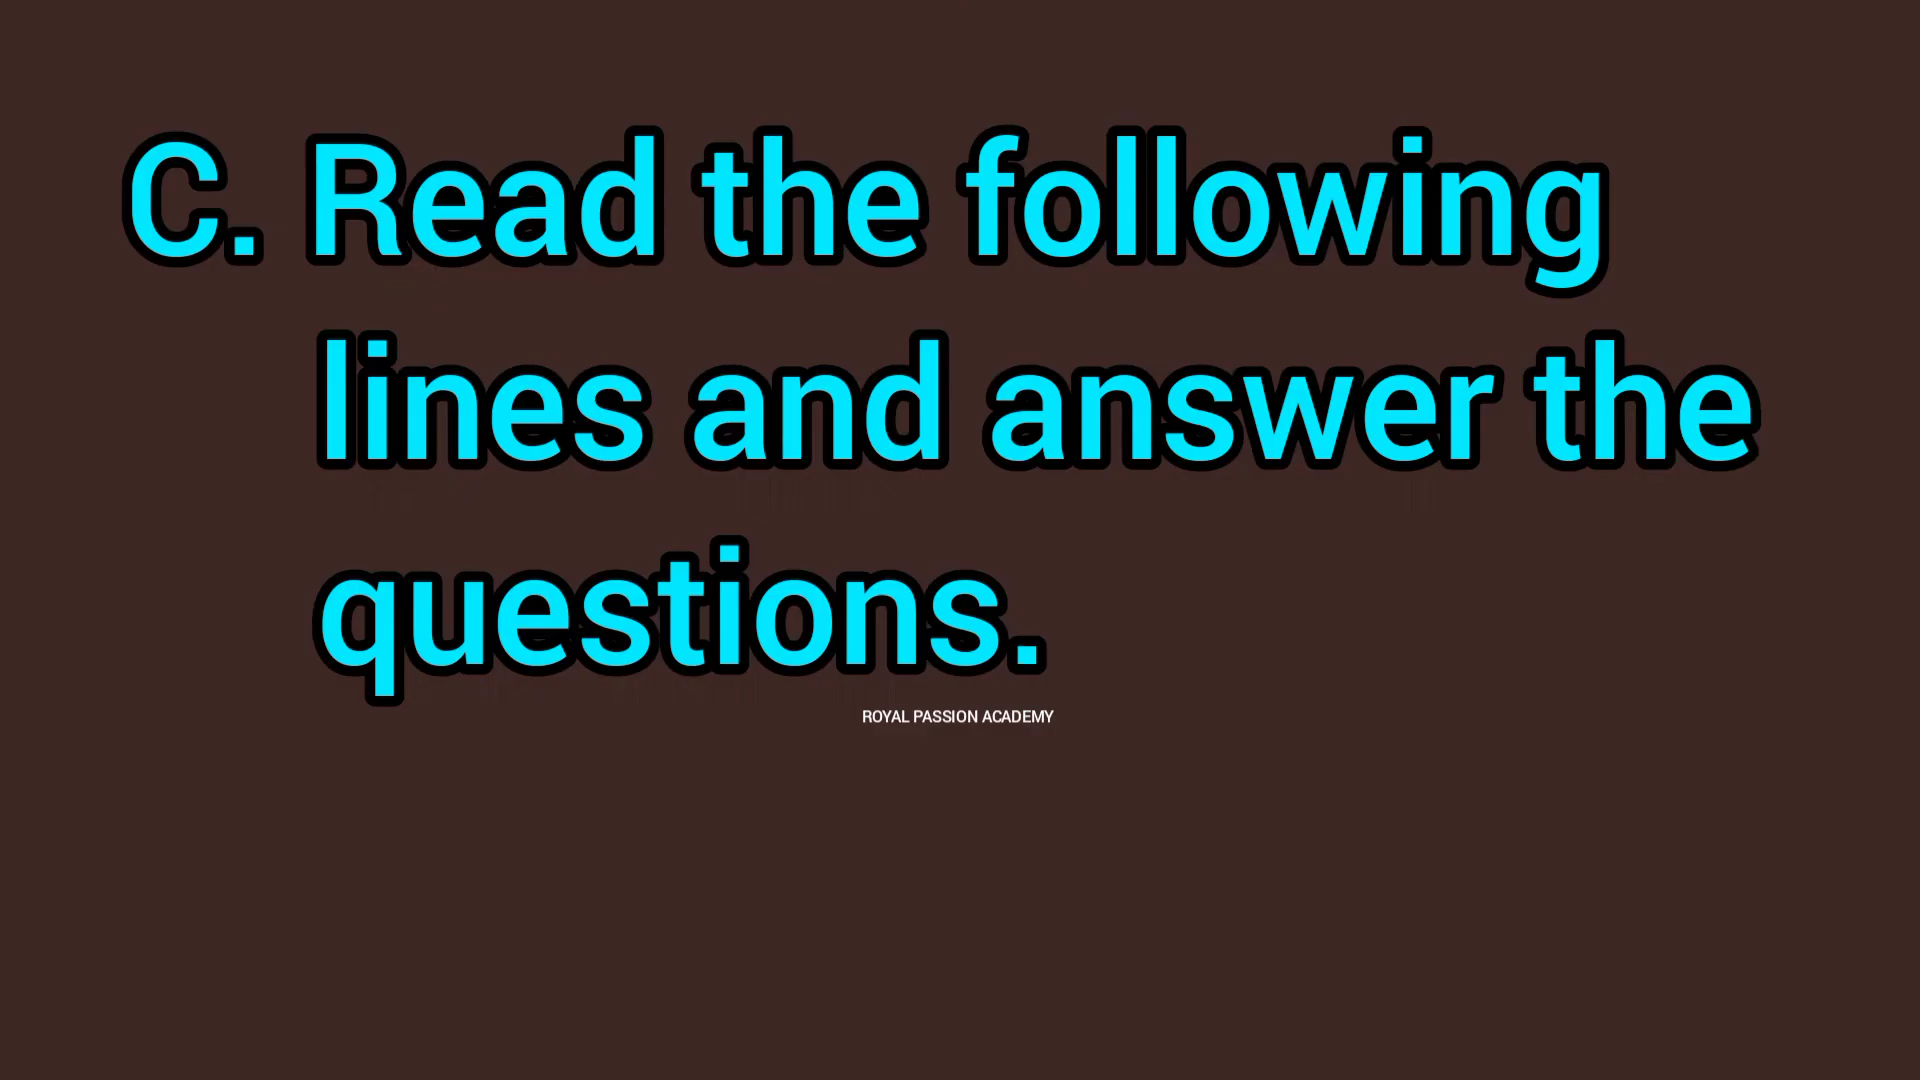 C. Read the following
lines and answer the
questions.
ROYAL PASSION ACADEMY